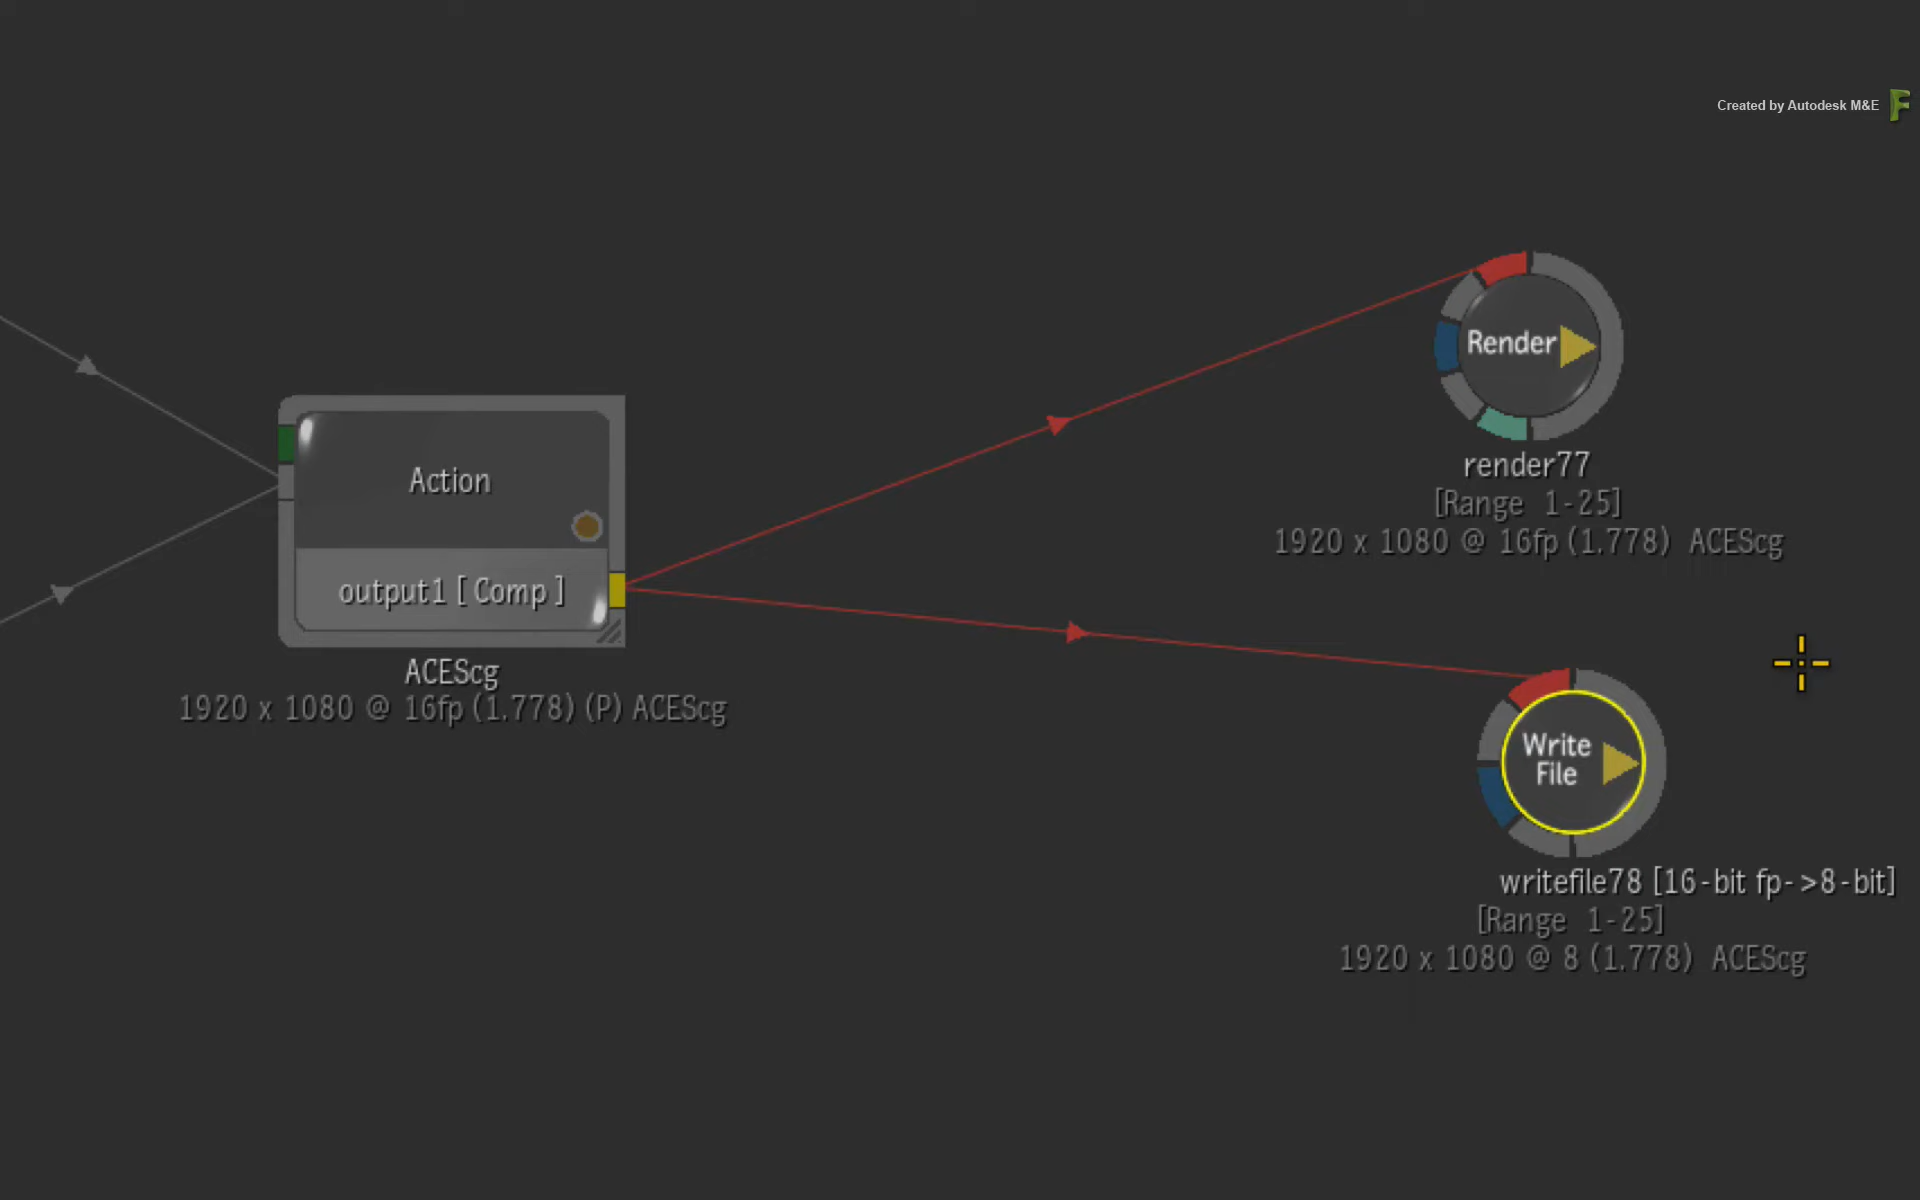 Created by Autodesk M&E
Render
render77
[Range 1-25]
1920 x 1080 @ 16fp (1.778) ACEScg
Action
output1 [ Comp ]
ACEScg
1920 x 1080 @ 16fp (1.778) (P) ACEScg
Write
File
writefile78 [16-bit fp->8-bit]
[Range 1-25]
1920 x 1080 @ 8 (1.778) ACEScg